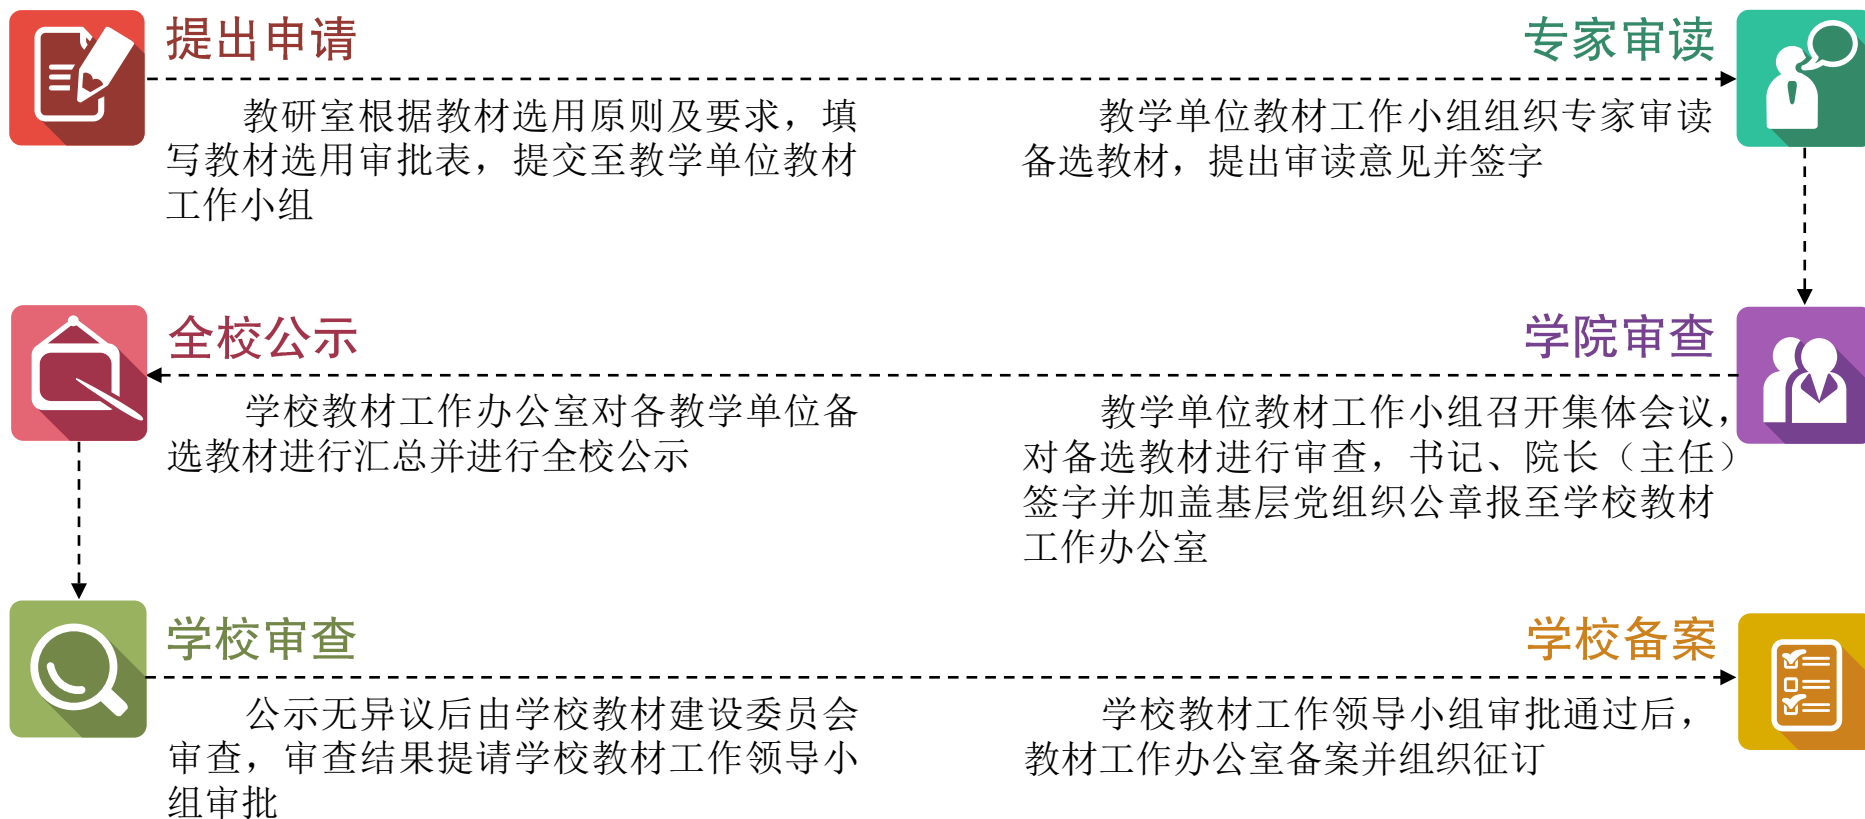 提出申请
教研室根据教材选用原则及要求，填
写教材选用审批表，提交至教学单位教材
工作小组
专家审读
教学单位教材工作小组组织专家审读
备选教材，提出审读意见并签字
学院审查
教学单位教材工作小组召开集体会议，
对备选教材进行审查，书记、院长（主任）
签字并加盖基层党组织公章报至学校教材
工作办公室
全校公示
学校教材工作办公室对各教学单位备
选教材进行汇总并进行全校公示
学校审查
公示无异议后由学校教材建设委员会
审查，审查结果提请学校教材工作领导小
组审批
学校备案
学校教材工作领导小组审批通过后，
教材工作办公室备案并组织征订